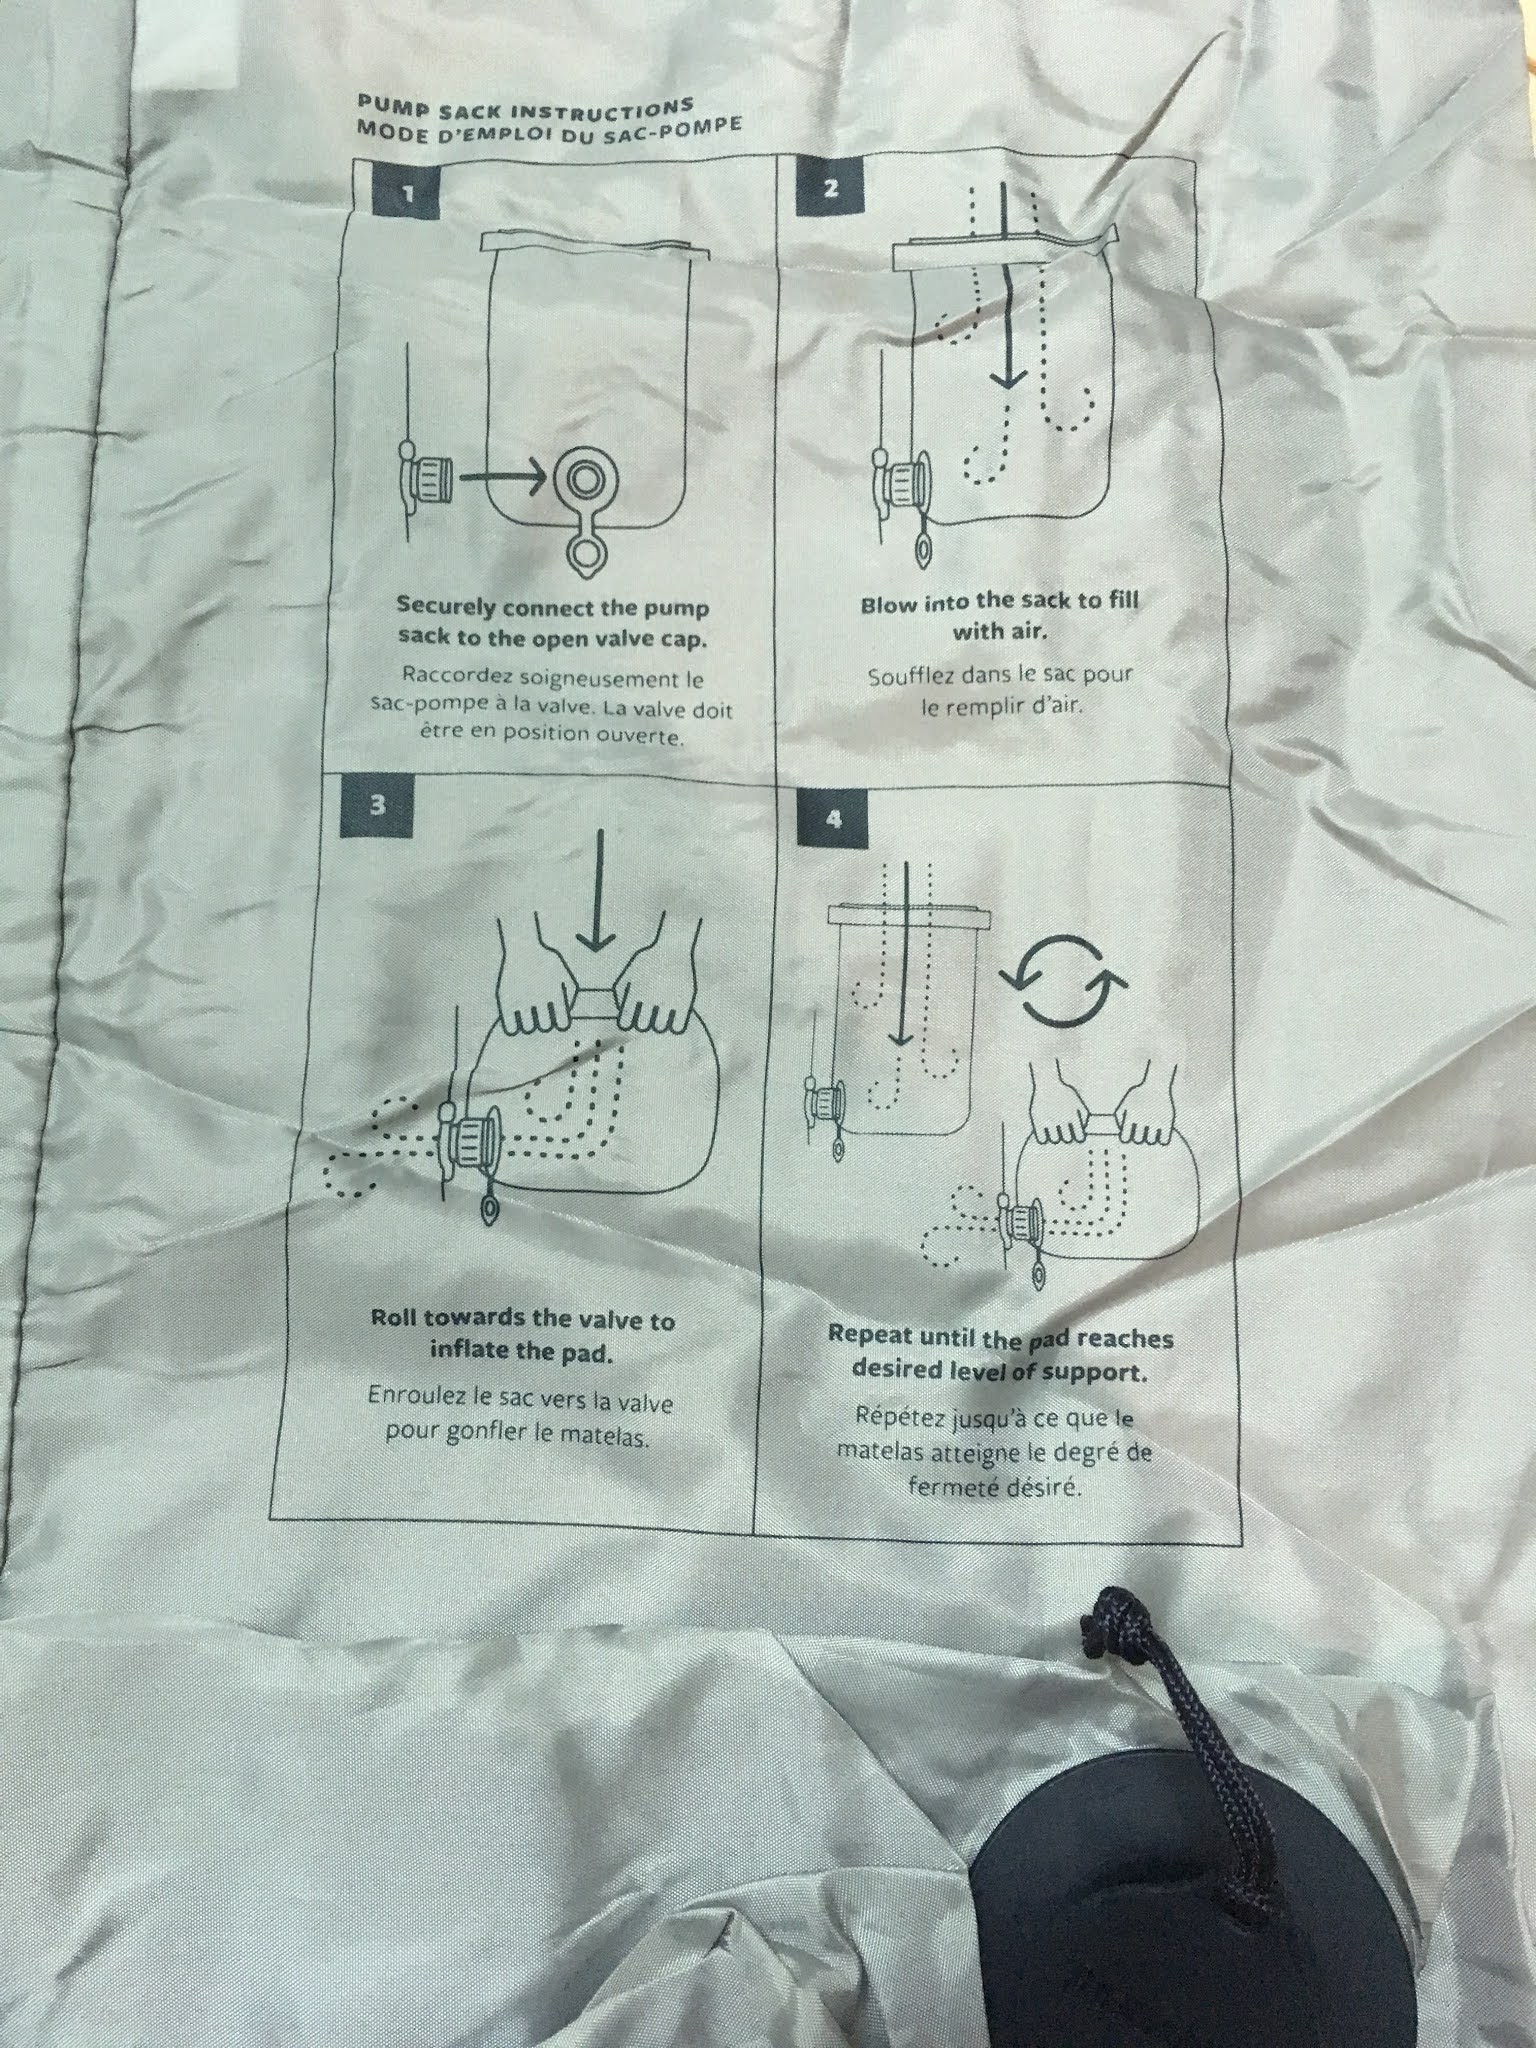 PUMP SACK INSTRUCTIONS
MODE D'EMPLOI DU SAC-POMPE
1
Securely connect the pump
sack to the open valve cap.
Raccordez soigneusement le
sac-pompe à la valve. La valve doit
être en position ouverte.
2
Blow into the sack to fill
with air.
Soufflez dans le sac pour
le remplir d'air.
3
Roll towards the valve to
inflate the pad.
Enroulez le sac vers la valve
pour gonfler le matelas.
4
Repeat until the pad reaches
desired level of support.
Répétez jusqu'à ce que le
matelas atteigne le degré de
fermeté désiré.